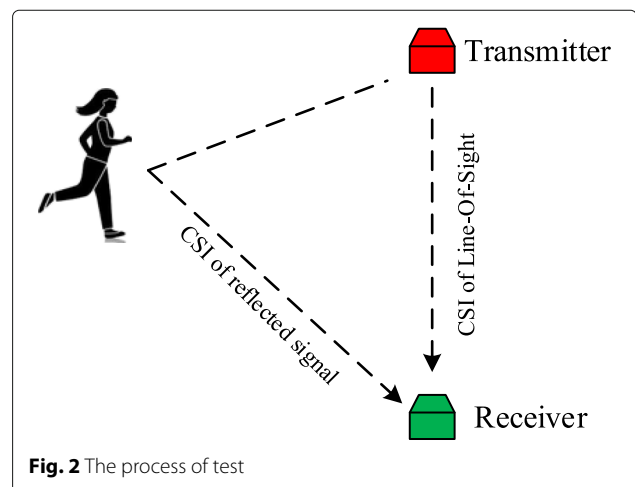 Transmitter
CSI of Line-Of-Sight
CSI of reflected signal
Receiver
Fig. 2 The process of test